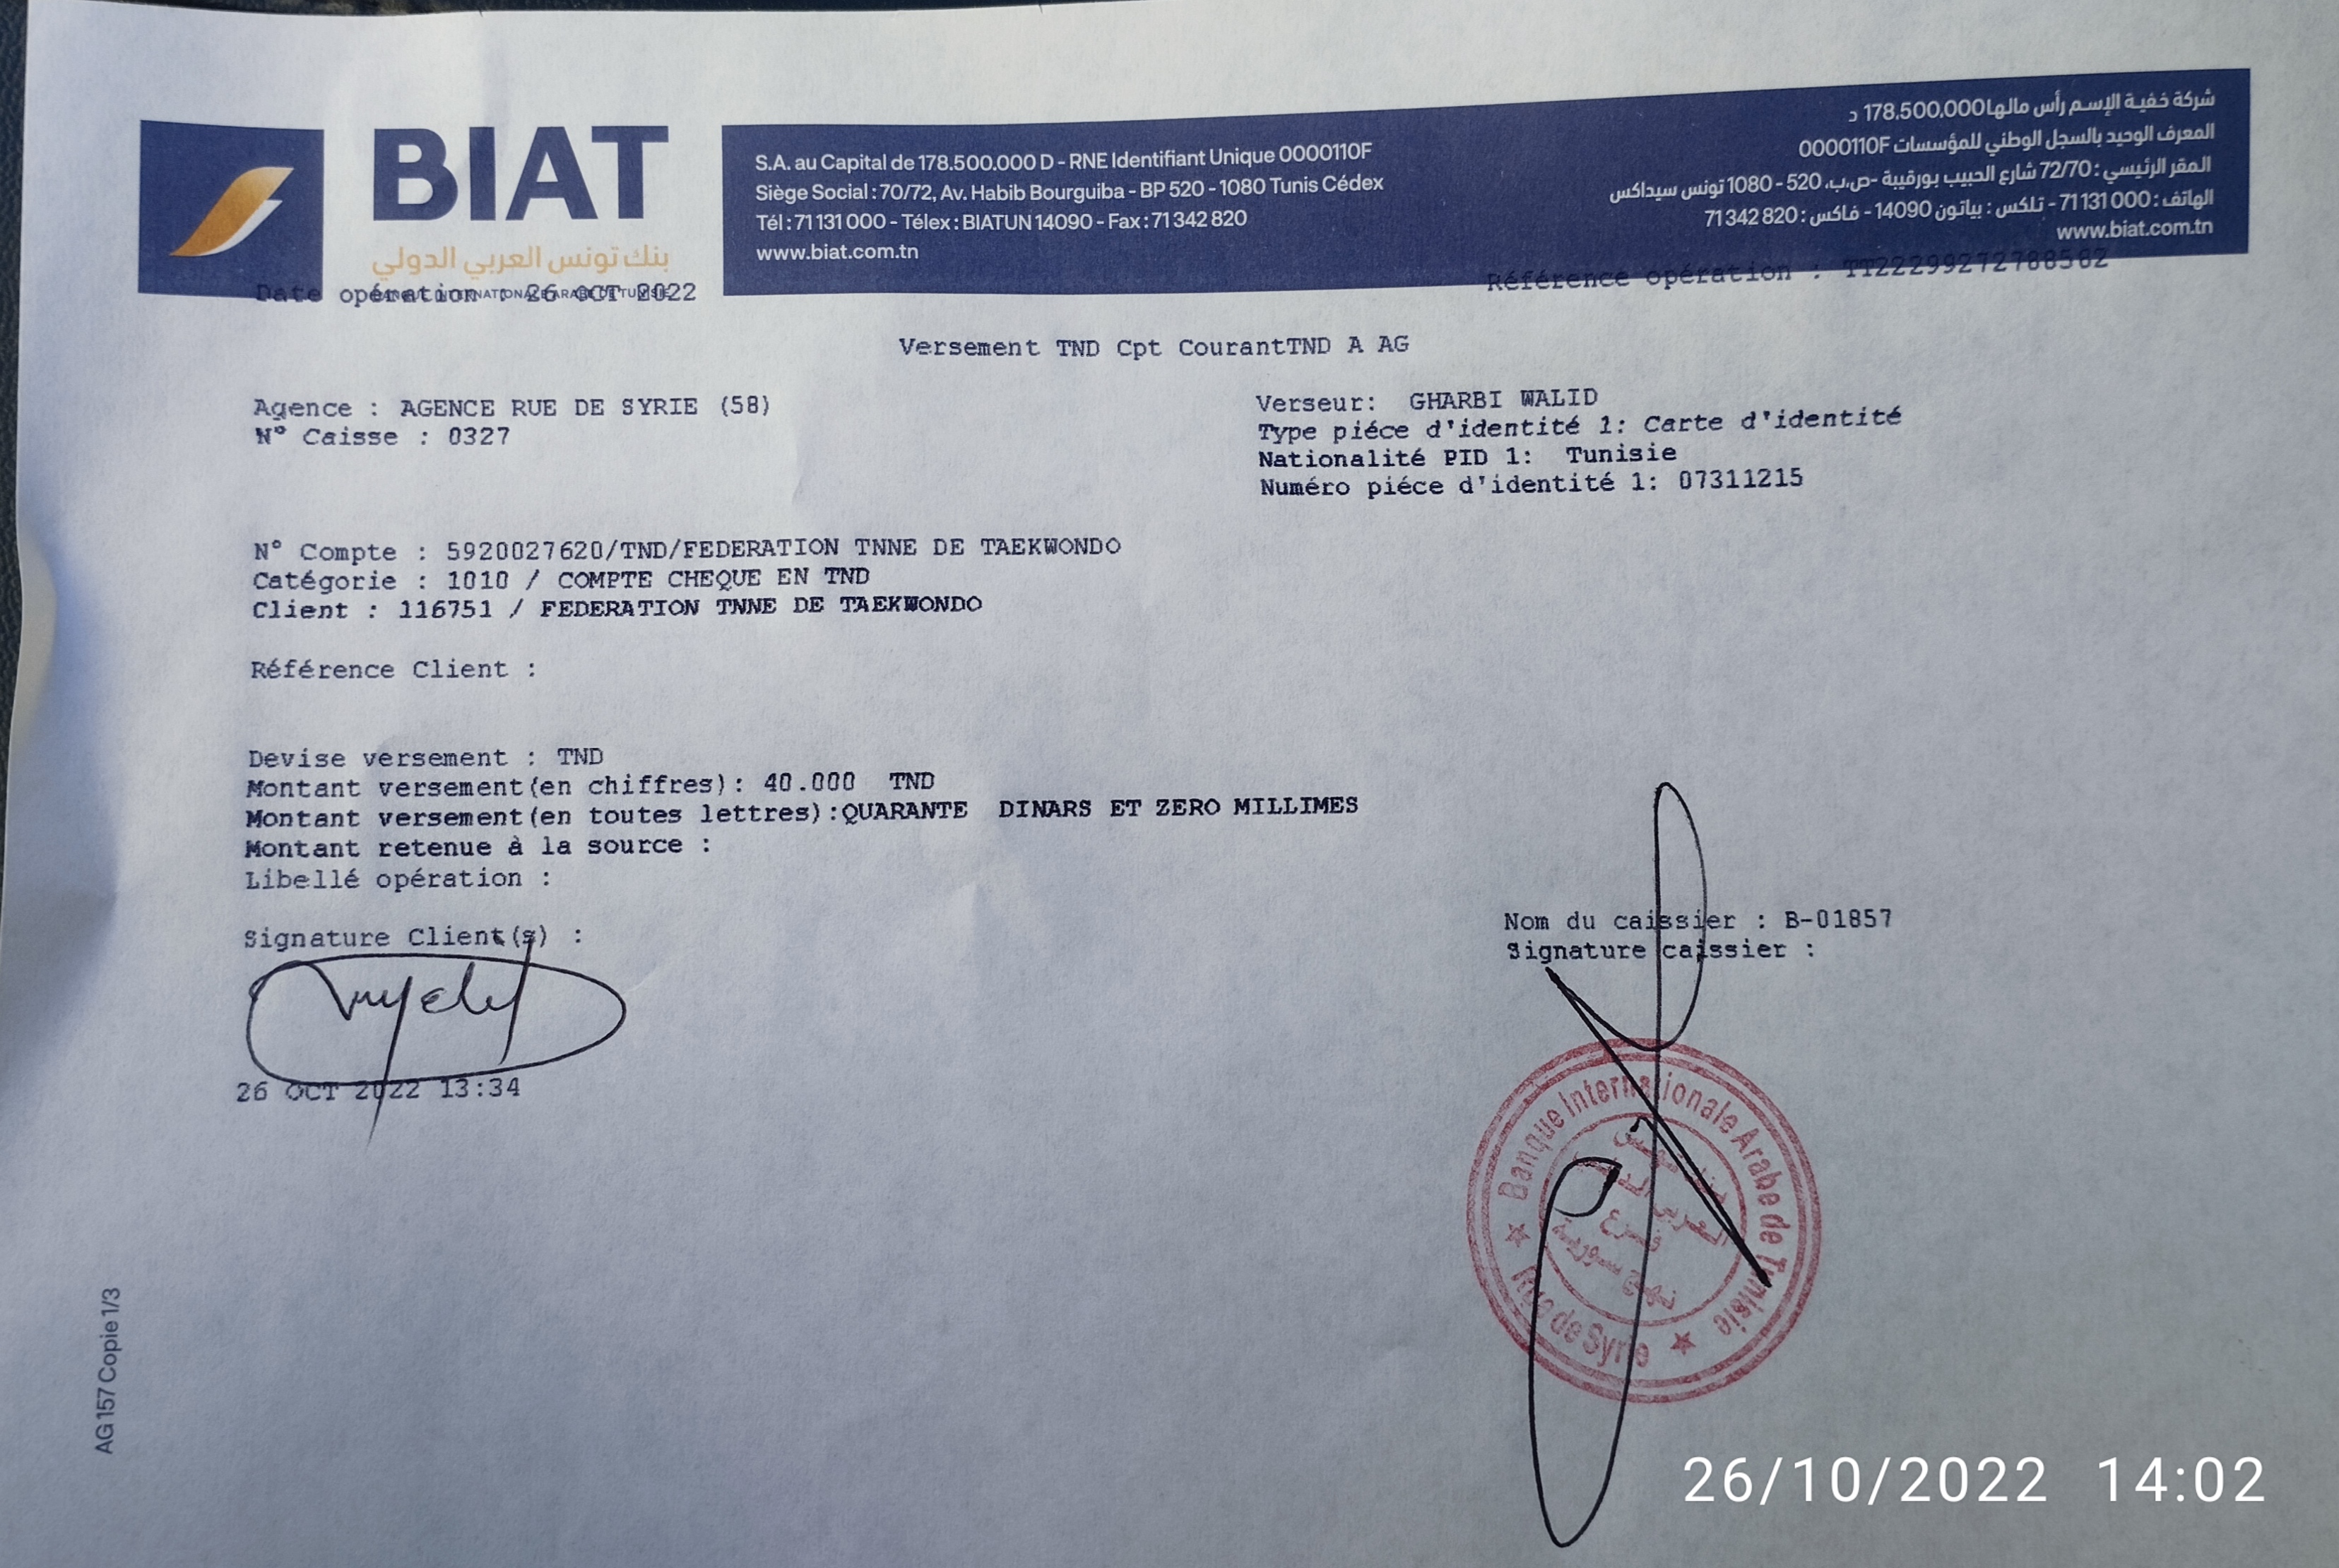 BIAT
بنك تونس العربي الدولي
S.A. au Capital de 178.500.000 D - RNE Identifiant Unique 0000110F
Siège Social : 70/72, Av. Habib Bourguiba - BP 520 - 1080 Tunis Cédex
Tél : 71 131 000 - Télex : BIATUN 14090 - Fax : 71 342 820
www.biat.com.tn
شركة خفية الإسم رأس مالها 178.500.000 د
المعرف الوحيد بالسجل الوطني للمؤسسات 0000110F
المقر الرئيسي : 72/70 شارع الحبيب بورقيبة -ص.ب. 520 - 1080 تونس سيداكس
الهاتف : 71 131 000 - تلكس : بياتون 14090 - فاكس : 71 342 820
www.biat.com.tn
Date opération : 26 OCT 2022
Référence opération : TT22299272788582
Versement TND Cpt CourantTND A AG
Agence : AGENCE RUE DE SYRIE (58)
N° Caisse : 0327
Verseur: GHARBI WALID
Type piéce d'identité 1: Carte d'identité
Nationalité PID 1: Tunisie
Numéro piéce d'identité 1: 07311215
N° Compte : 5920027620/TND/FEDERATION TNNE DE TAEKWONDO
Catégorie : 1010 / COMPTE CHEQUE EN TND
Client : 116751 / FEDERATION TNNE DE TAEKWONDO
Référence Client :
Devise versement : TND
Montant versement(en chiffres): 40.000 TND
Montant versement(en toutes lettres):QUARANTE DINARS ET ZERO MILLIMES
Montant retenue à la source :
Libellé opération :
Signature Client(s) :
26 OCT 2022 13:34
Nom du caissier : B-01857
Signature caissier :
Banque Internationale Arabe de Tunisie
Rue de Syrie
العربي
فرع
نهج سورية
AG 157 Copie 1/3
26/10/2022 14:02